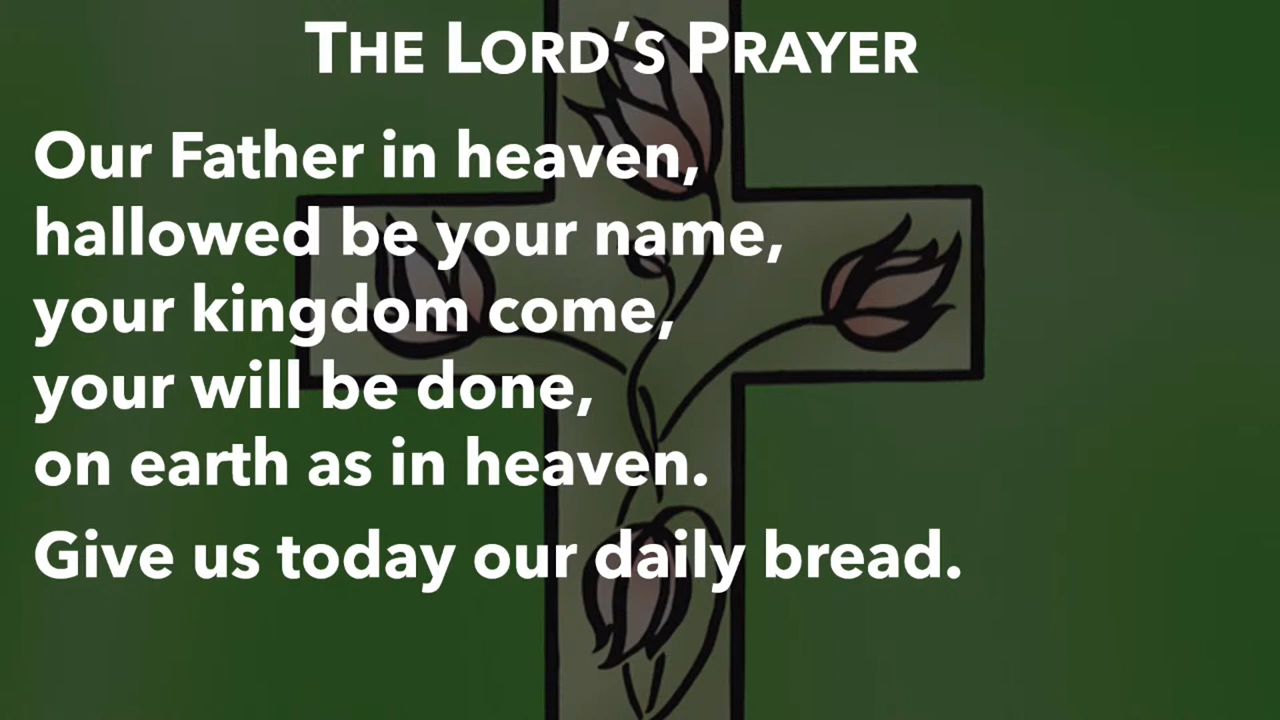 THE LORD'S PRAYER
Our Father in heaven,
hallowed be your name,
your kingdom come,
your will be done,
on earth as in heaven.
Give us today our daily bread.